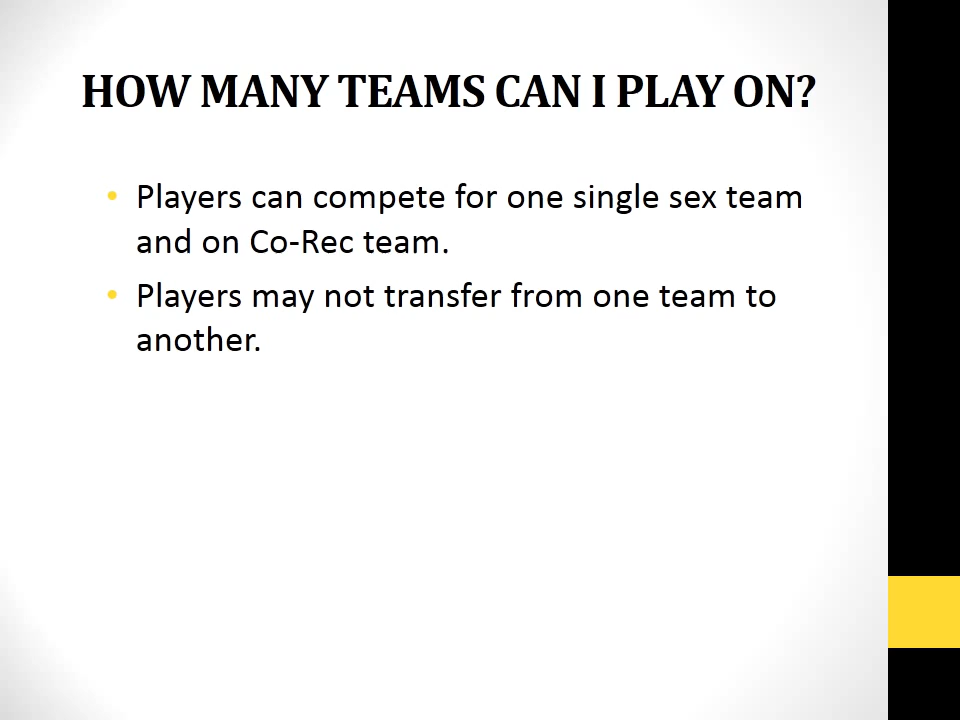 HOW MANY TEAMS CAN I PLAY ON?
• Players can compete for one single sex team
and on Co-Rec team.
• Players may not transfer from one team to
another.